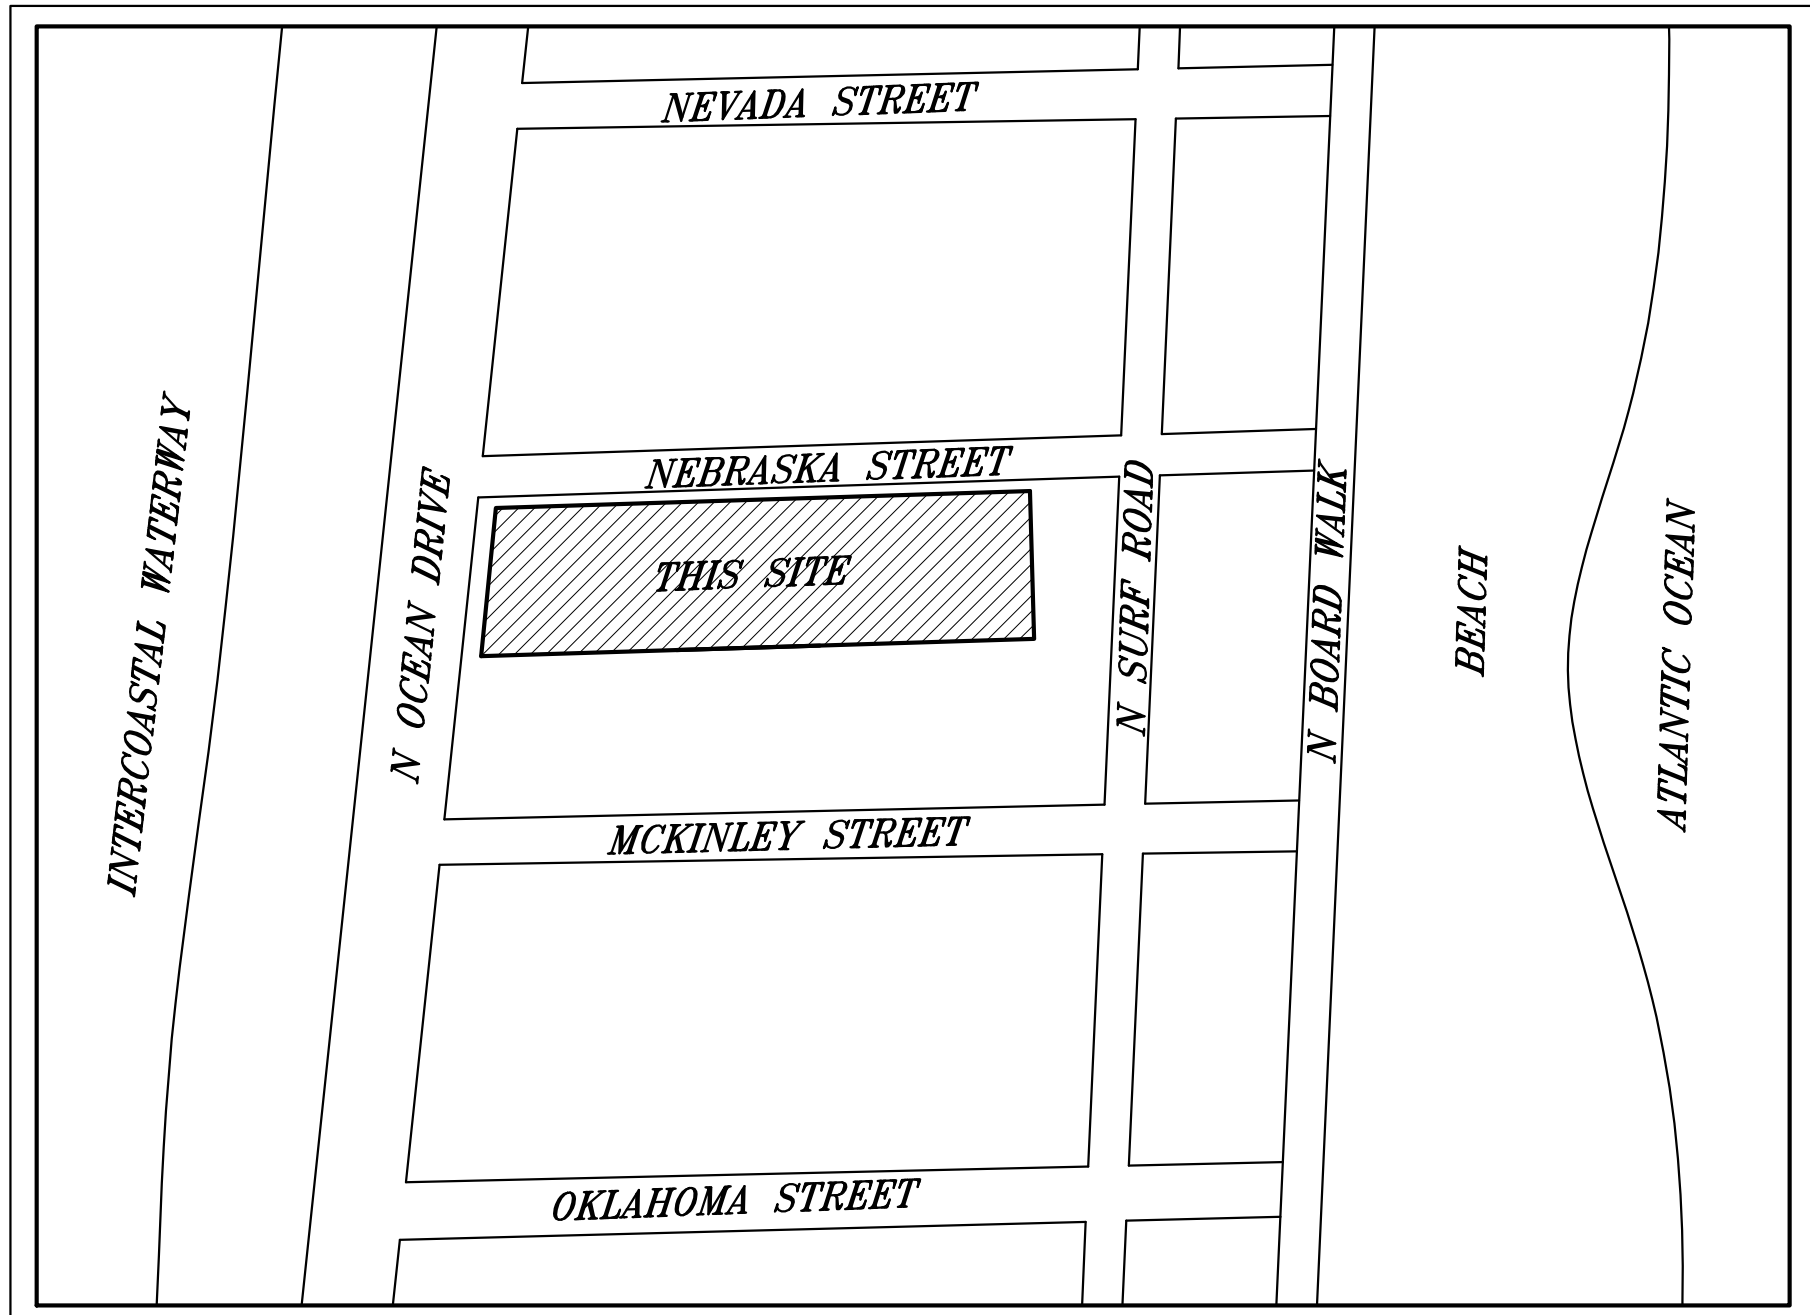 NEVADA STREET
NEBRASKA STREET
THIS SITE
MCKINLEY STREET
OKLAHOMA STREET
INTERCOASTAL WATERWAY
N OCEAN DRIVE
N SURF ROAD
N BOARD WALK
BEACH
ATLANTIC OCEAN